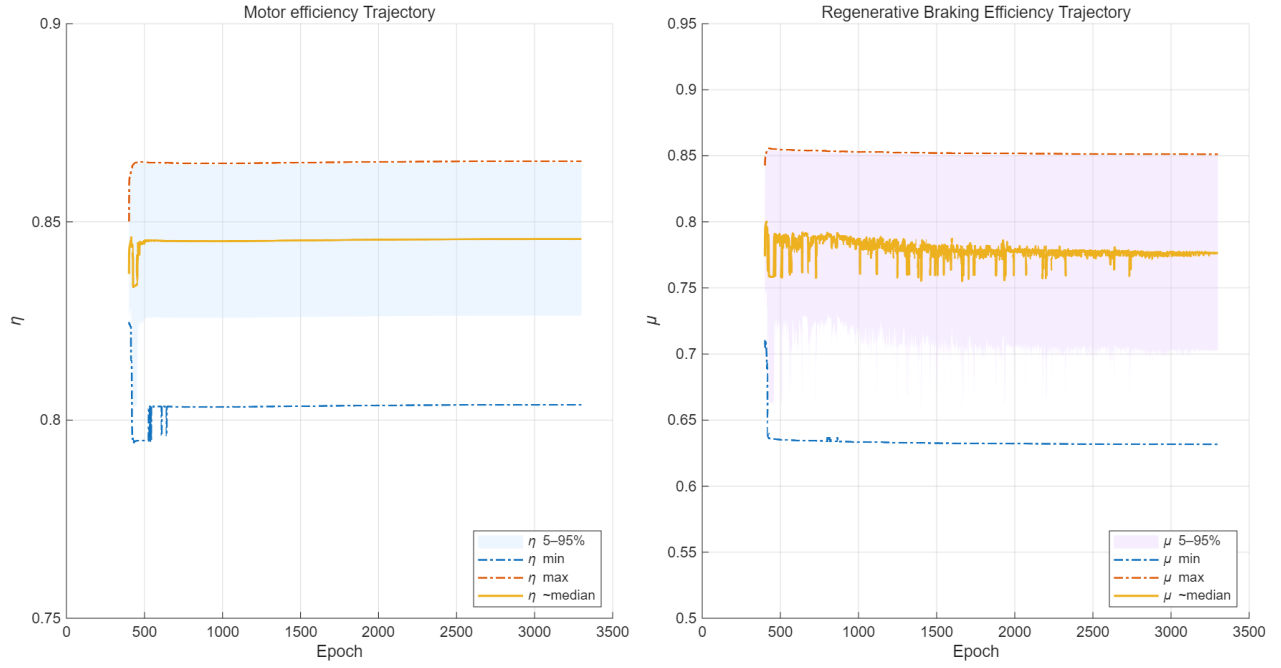 Motor efficiency Trajectory
0.9
0.85
0.8
0.75
η
0 500 1000 1500 2000 2500 3000 3500
Epoch
η 5–95%
η min
η max
η ~median
Regenerative Braking Efficiency Trajectory
0.95
0.9
0.85
0.8
0.75
0.7
0.65
0.6
0.55
0.5
μ
0 500 1000 1500 2000 2500 3000 3500
Epoch
μ 5–95%
μ min
μ max
μ ~median